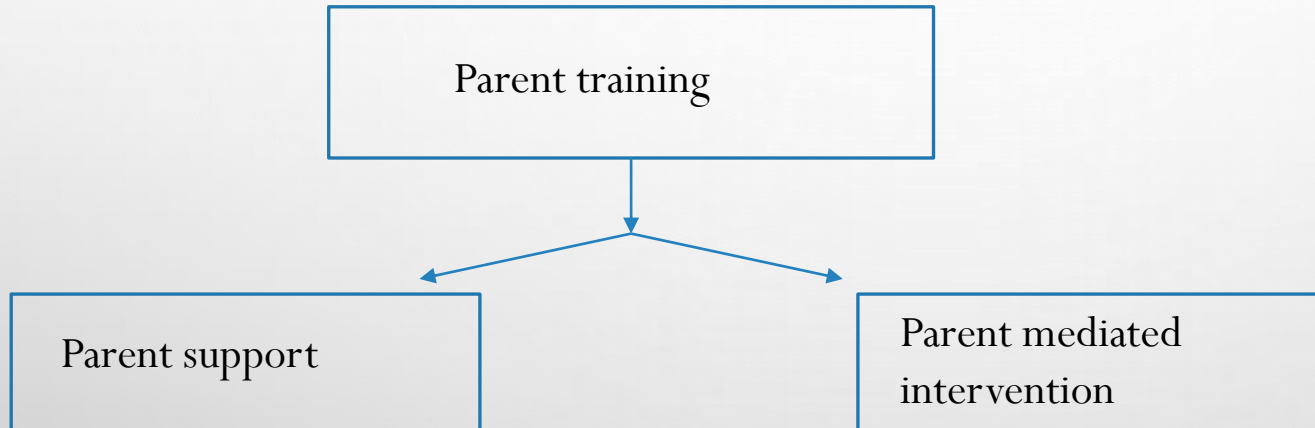 Parent training
Parent support
Parent mediated
intervention